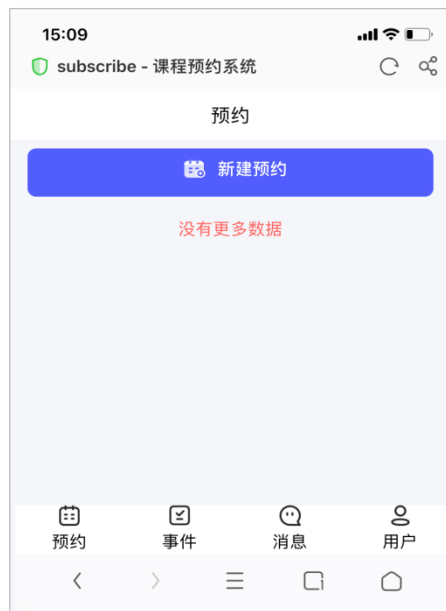 15:09
subscribe - 课程预约系统
预约
新建预约
没有更多数据
预约 事件 消息 用户